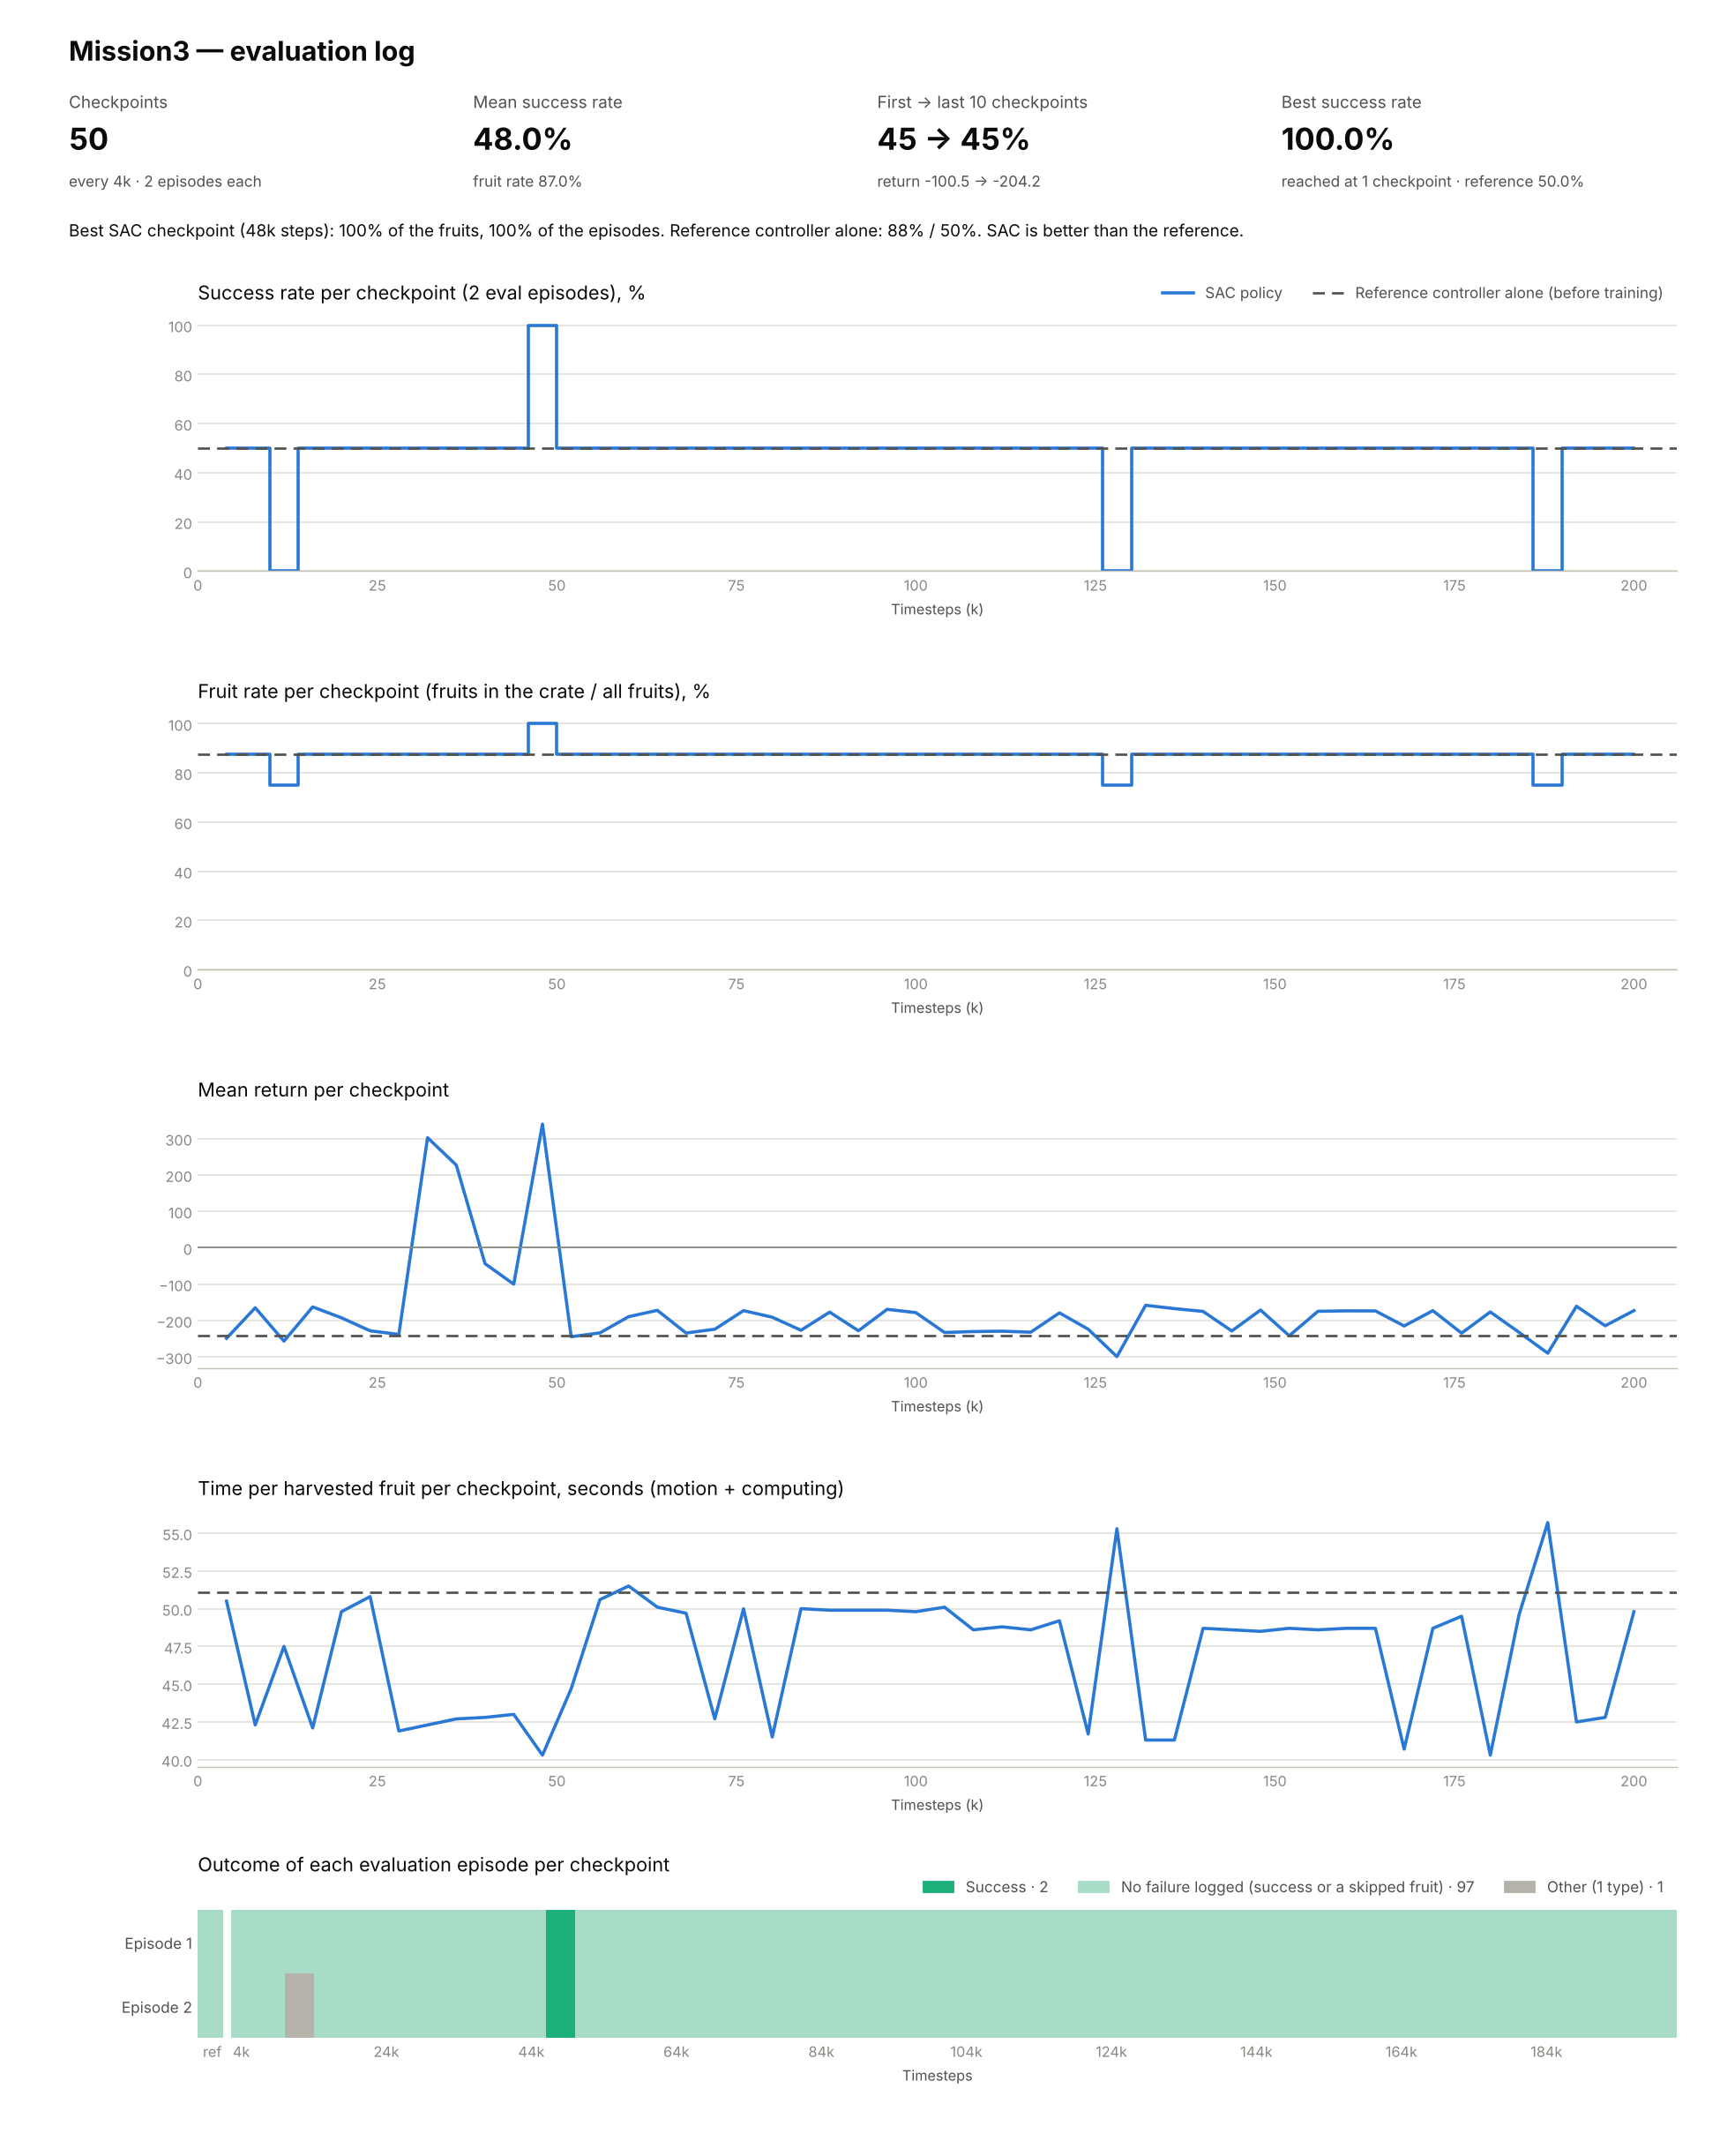 Mission3 — evaluation log
Checkpoints
50
every 4k · 2 episodes each
Mean success rate
48.0%
fruit rate 87.0%
First → last 10 checkpoints
45 → 45%
return -100.5 → -204.2
Best success rate
100.0%
reached at 1 checkpoint · reference 50.0%
Best SAC checkpoint (48k steps): 100% of the fruits, 100% of the episodes. Reference controller alone: 88% / 50%. SAC is better than the reference.
Success rate per checkpoint (2 eval episodes), %
SAC policy
Reference controller alone (before training)
100
80
60
40
20
0
0 25 50 75 100 125 150 175 200
Timesteps (k)
Fruit rate per checkpoint (fruits in the crate / all fruits), %
100
80
60
40
20
0
0 25 50 75 100 125 150 175 200
Timesteps (k)
Mean return per checkpoint
300
200
100
0
−100
−200
−300
0 25 50 75 100 125 150 175 200
Timesteps (k)
Time per harvested fruit per checkpoint, seconds (motion + computing)
55.0
52.5
50.0
47.5
45.0
42.5
40.0
0 25 50 75 100 125 150 175 200
Timesteps (k)
Outcome of each evaluation episode per checkpoint
Success · 2
No failure logged (success or a skipped fruit) · 97
Other (1 type) · 1
Episode 1
Episode 2
ref 4k 24k 44k 64k 84k 104k 124k 144k 164k 184k
Timesteps